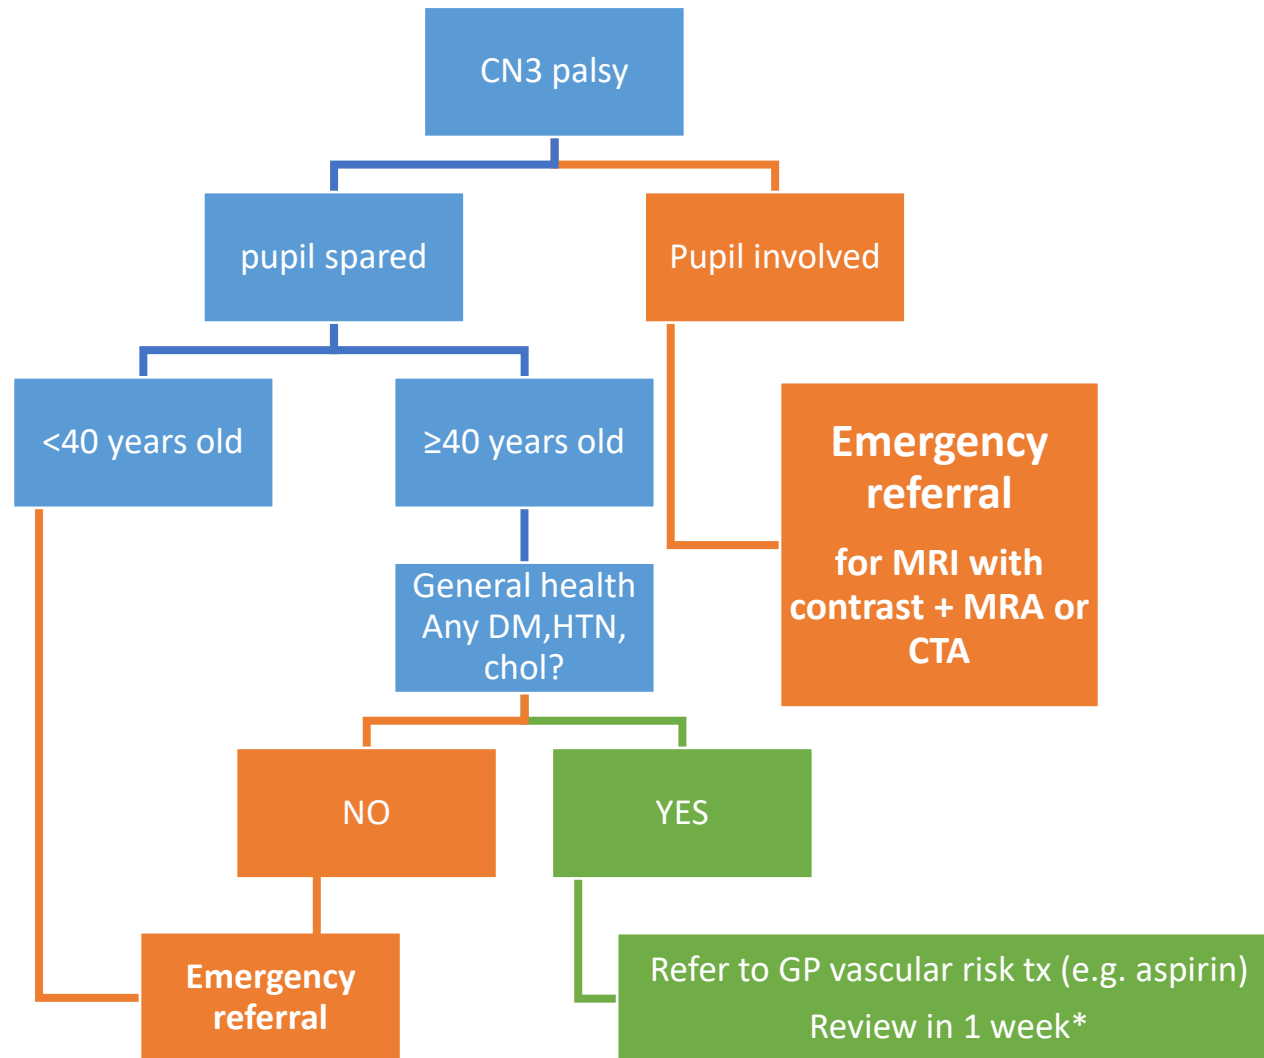 CN3 palsy
pupil spared
Pupil involved
<40 years old
≥40 years old
Emergency
referral
for MRI with
contrast + MRA or
CTA
General health
Any DM,HTN,
chol?
NO
YES
Emergency
referral
Refer to GP vascular risk tx (e.g. aspirin)
Review in 1 week*